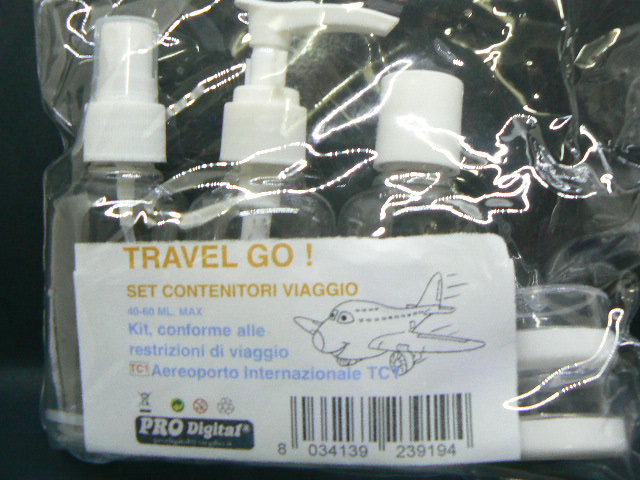 TRAVEL GO !
SET CONTENITORI VIAGGIO
40-60 ML. MAX
Kit, conforme alle
restrizioni di viaggio
TC1 Aereoporto Internazionale TC1
PRO Digital
8 034139 239194